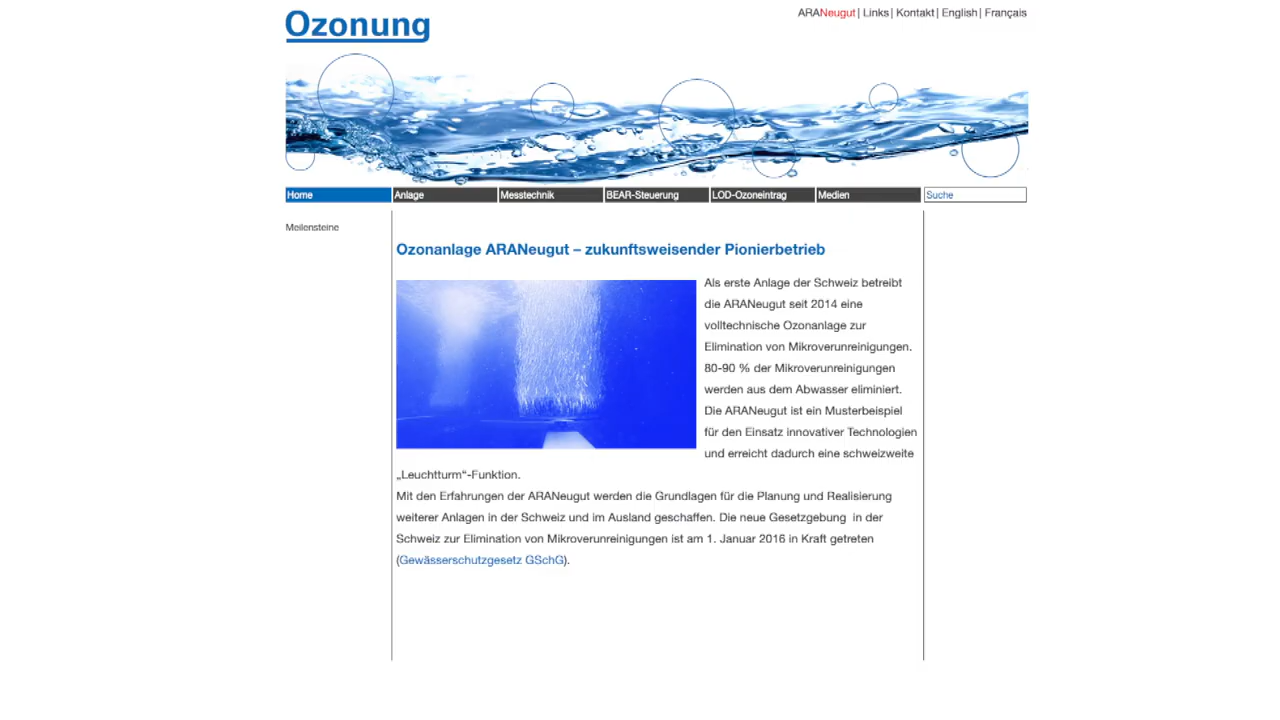 Ozonung
ARANeugut | Links | Kontakt | English | Français
Home Anlage Messtechnik BEAR-Steuerung LOD-Ozoneintrag Medien Suche
Meilensteine
Ozonanlage ARANeugut – zukunftsweisender Pionierbetrieb
Als erste Anlage der Schweiz betreibt
die ARANeugut seit 2014 eine
volltechnische Ozonanlage zur
Elimination von Mikroverunreinigungen.
80-90 % der Mikroverunreinigungen
werden aus dem Abwasser eliminiert.
Die ARANeugut ist ein Musterbeispiel
für den Einsatz innovativer Technologien
und erreicht dadurch eine schweizweite
„Leuchtturm“-Funktion.
Mit den Erfahrungen der ARANeugut werden die Grundlagen für die Planung und Realisierung
weiterer Anlagen in der Schweiz und im Ausland geschaffen. Die neue Gesetzgebung  in der
Schweiz zur Elimination von Mikroverunreinigungen ist am 1. Januar 2016 in Kraft getreten
(Gewässerschutzgesetz GSchG).